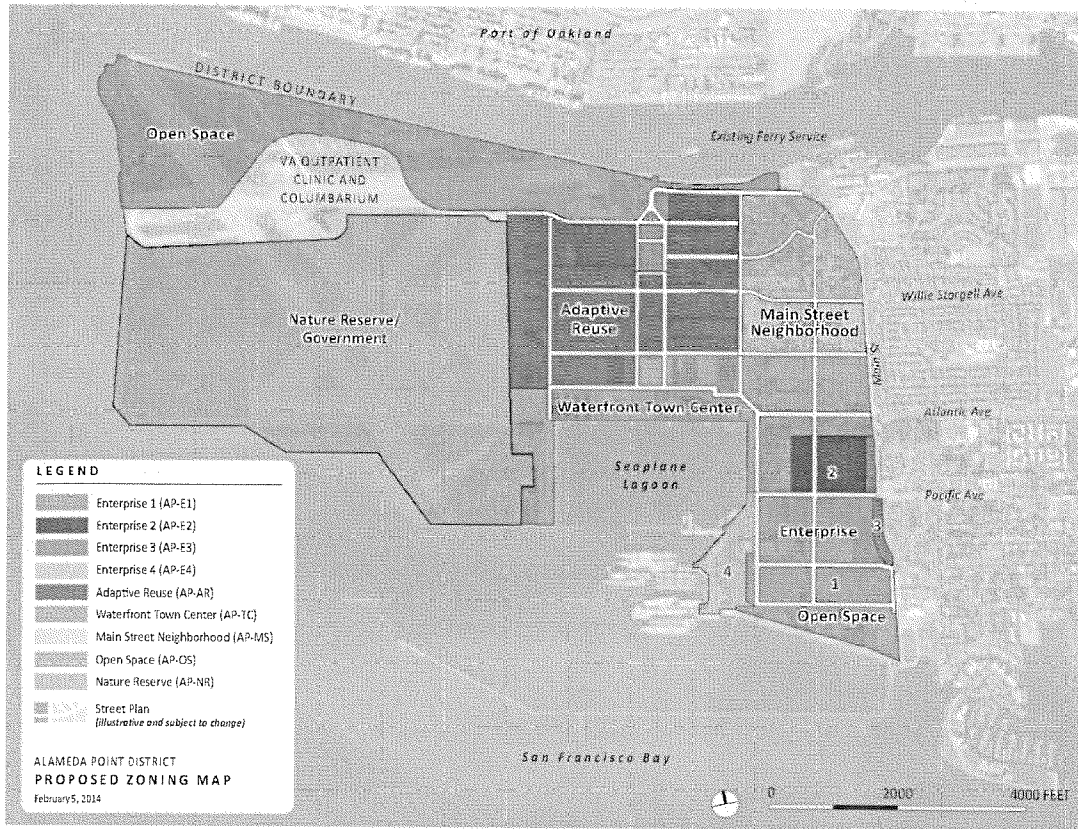 Port of Oakland
DISTRICT BOUNDARY
Open Space
Existing Ferry Service
VA OUTPATIENT
CLINIC AND
COLUMBARIUM
Willie Stargell Ave
Nature Reserve/
Government
Adaptive
Reuse
Main Street
Neighborhood
Main St
Waterfront Town Center
Atlantic Ave
Seaplane
Lagoon
2
Pacific Ave
Enterprise
3
4
1
Open Space
LEGEND
Enterprise 1 (AP-E1)
Enterprise 2 (AP-E2)
Enterprise 3 (AP-E3)
Enterprise 4 (AP-E4)
Adaptive Reuse (AP-AR)
Waterfront Town Center (AP-TC)
Main Street Neighborhood (AP-MS)
Open Space (AP-OS)
Nature Reserve (AP-NR)
Street Plan
(illustrative and subject to change)
ALAMEDA POINT DISTRICT
PROPOSED ZONING MAP
February 5, 2014
San Francisco Bay
0 2000 4000 FEET